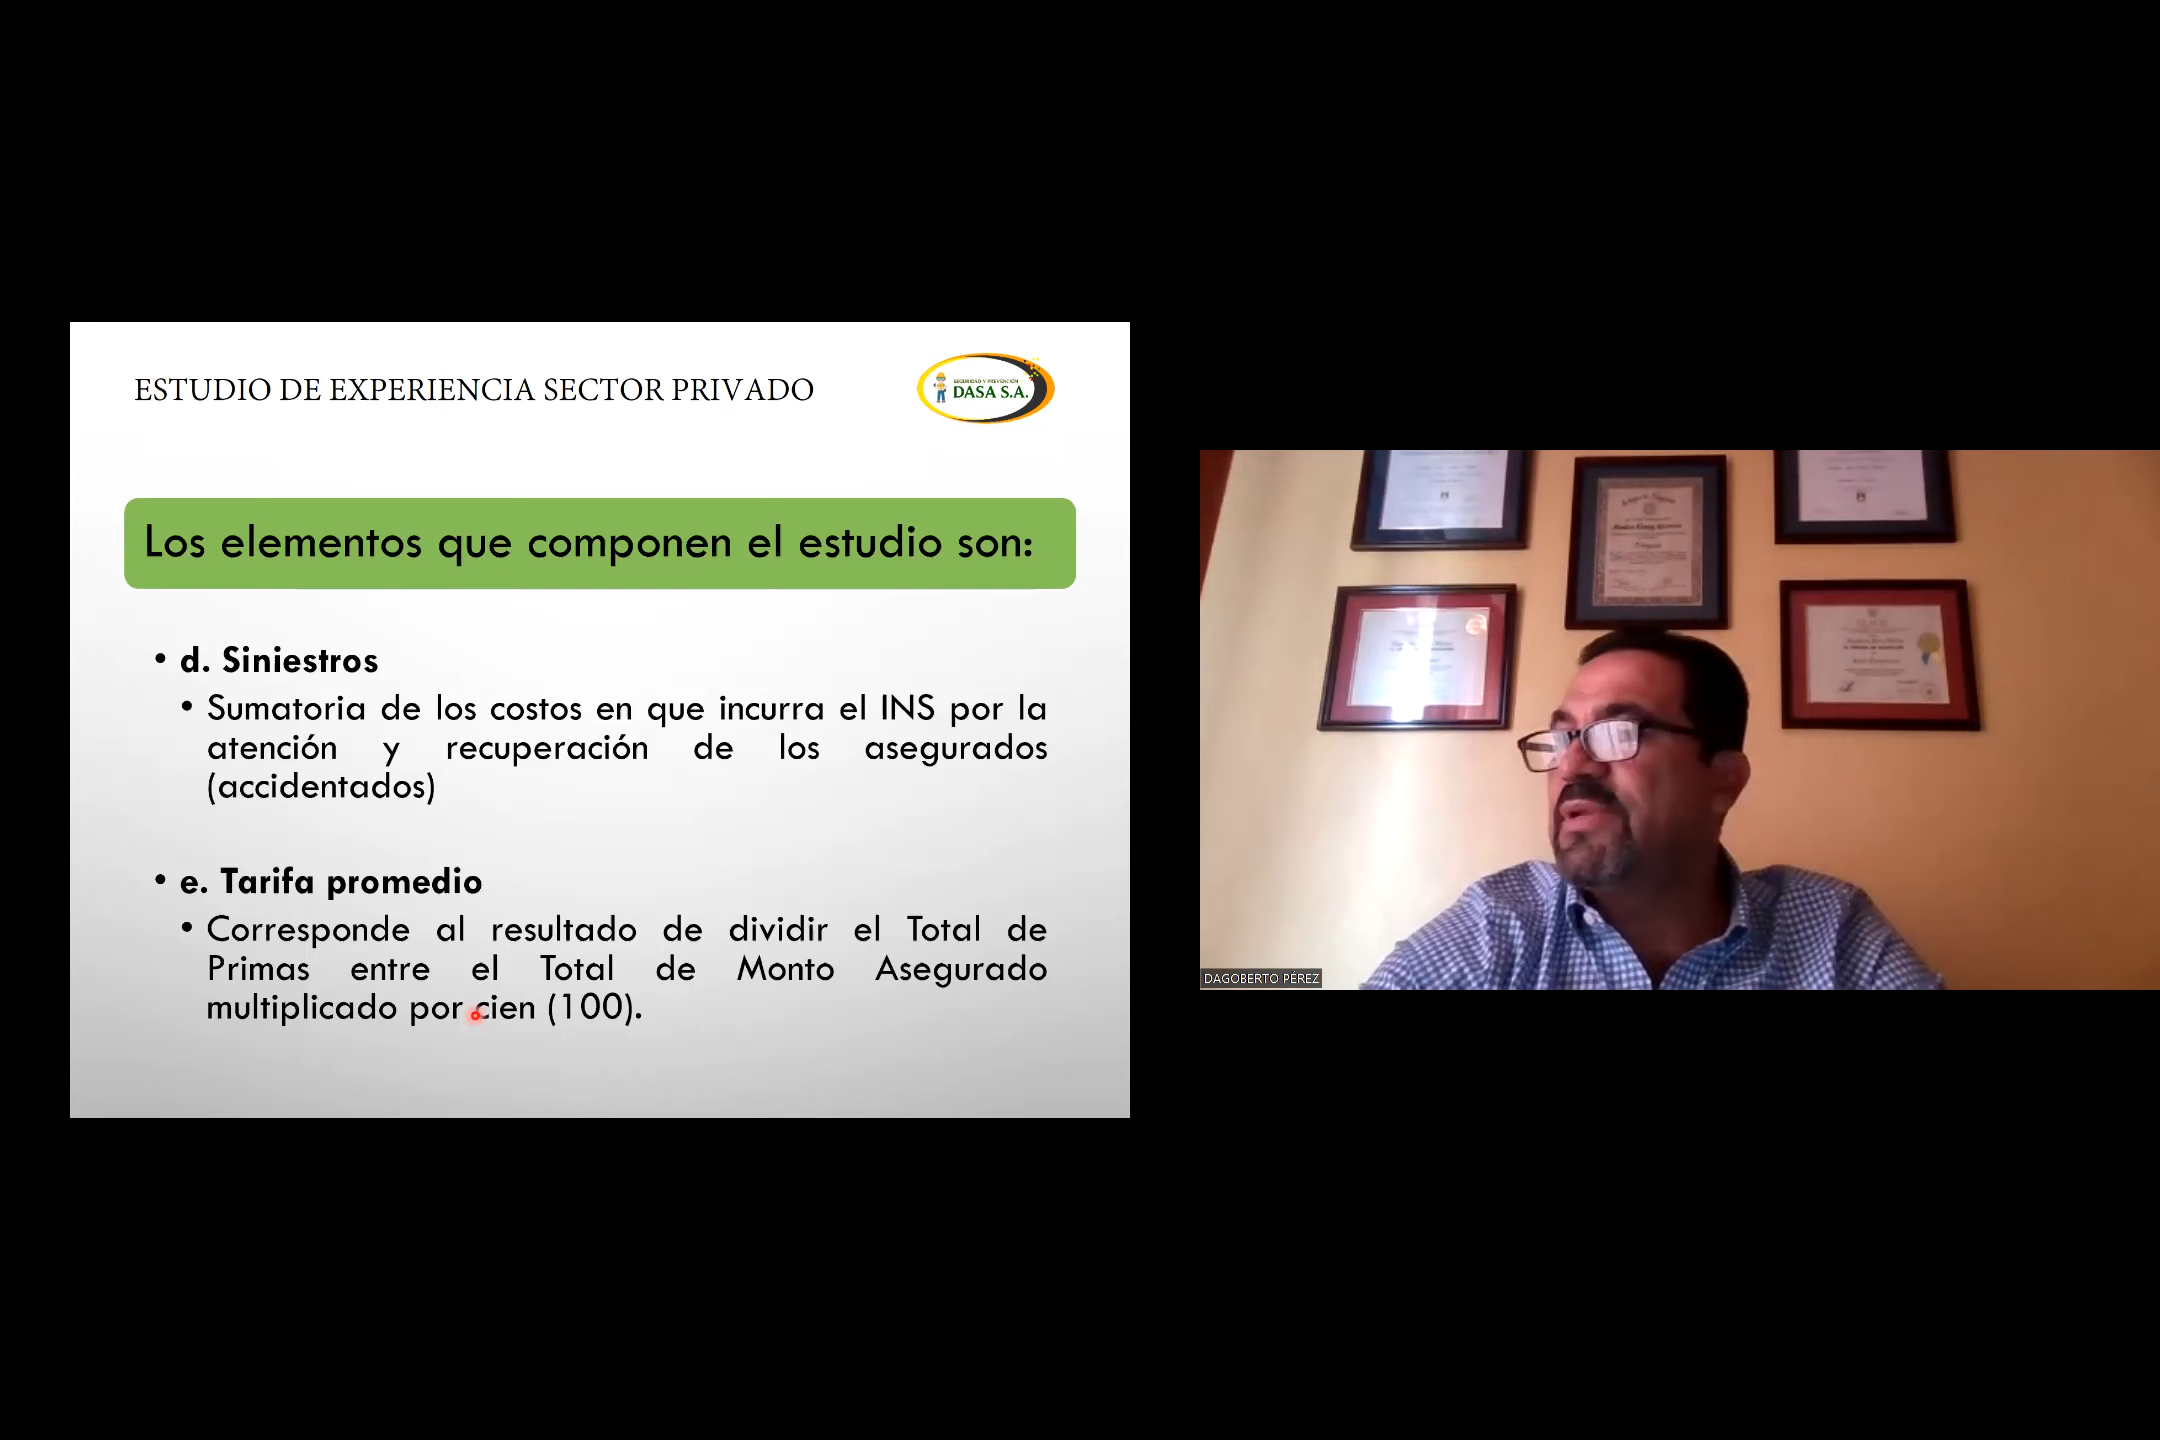 ESTUDIO DE EXPERIENCIA SECTOR PRIVADO
SEGURIDAD Y PREVENCIÓN
DASA S.A.
Los elementos que componen el estudio son:
• d. Siniestros
• Sumatoria de los costos en que incurra el INS por la
atención y recuperación de los asegurados
(accidentados)
• e. Tarifa promedio
• Corresponde al resultado de dividir el Total de
Primas entre el Total de Monto Asegurado
multiplicado por cien (100).
DAGOBERTO PÉREZ